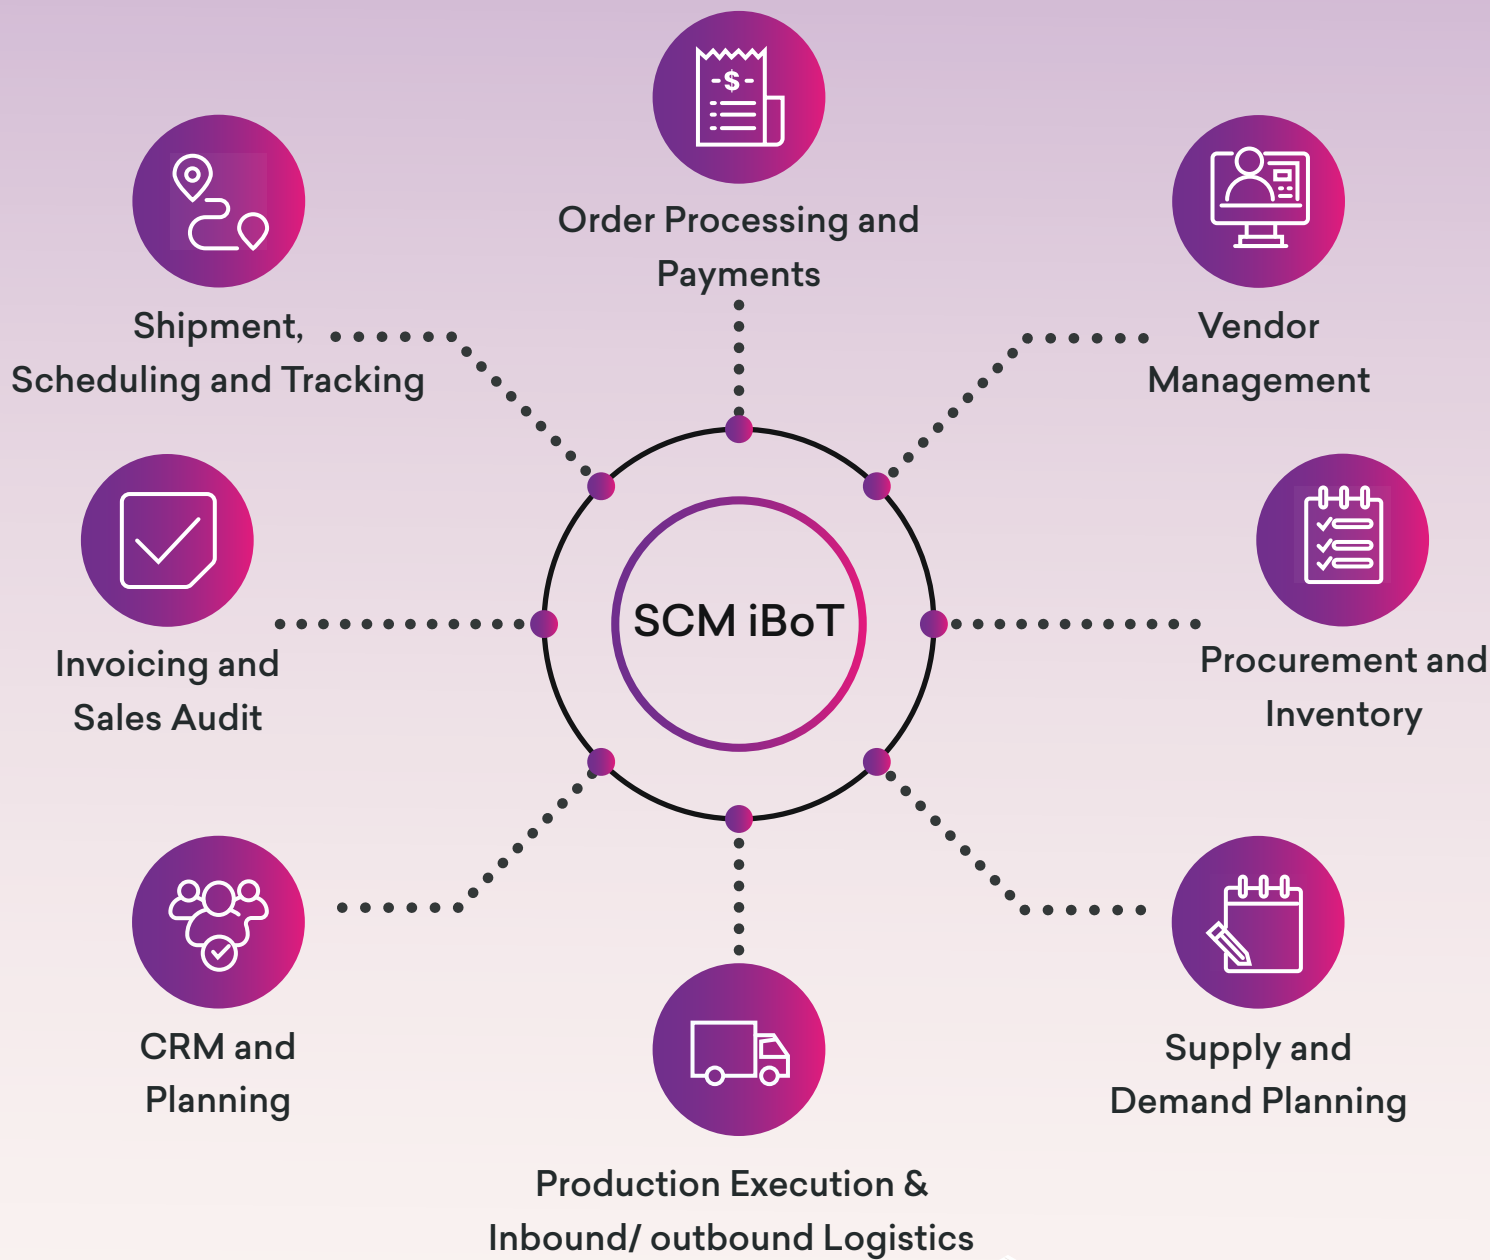 $
Order Processing and
Payments
Shipment,
Scheduling and Tracking
Vendor
Management
SCM iBoT
Invoicing and
Sales Audit
Procurement and
Inventory
CRM and
Planning
Supply and
Demand Planning
Production Execution &
Inbound/ outbound Logistics